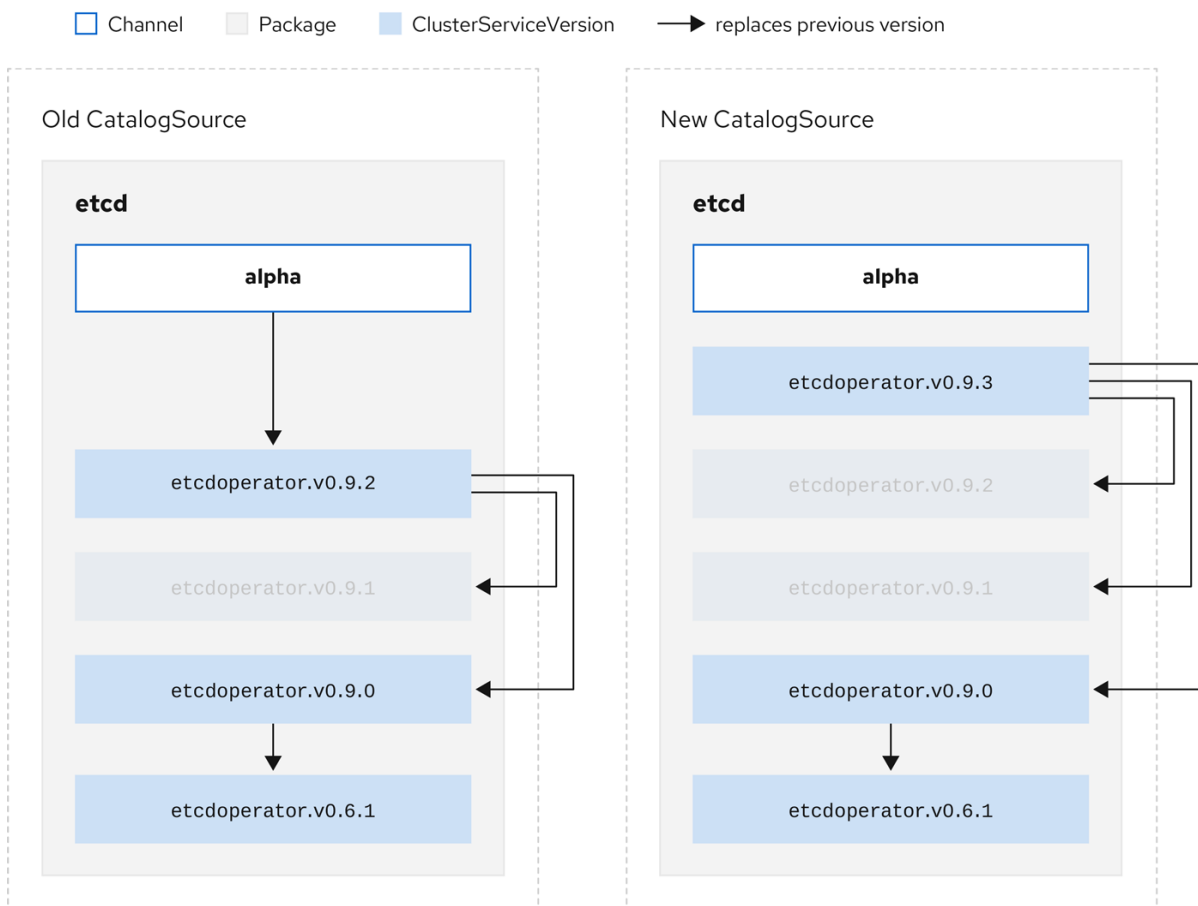 Channel
Package
ClusterServiceVersion
replaces previous version
Old CatalogSource
etcd
alpha
etcdoperator.v0.9.2
etcdoperator.v0.9.1
etcdoperator.v0.9.0
etcdoperator.v0.6.1
New CatalogSource
etcd
alpha
etcdoperator.v0.9.3
etcdoperator.v0.9.2
etcdoperator.v0.9.1
etcdoperator.v0.9.0
etcdoperator.v0.6.1